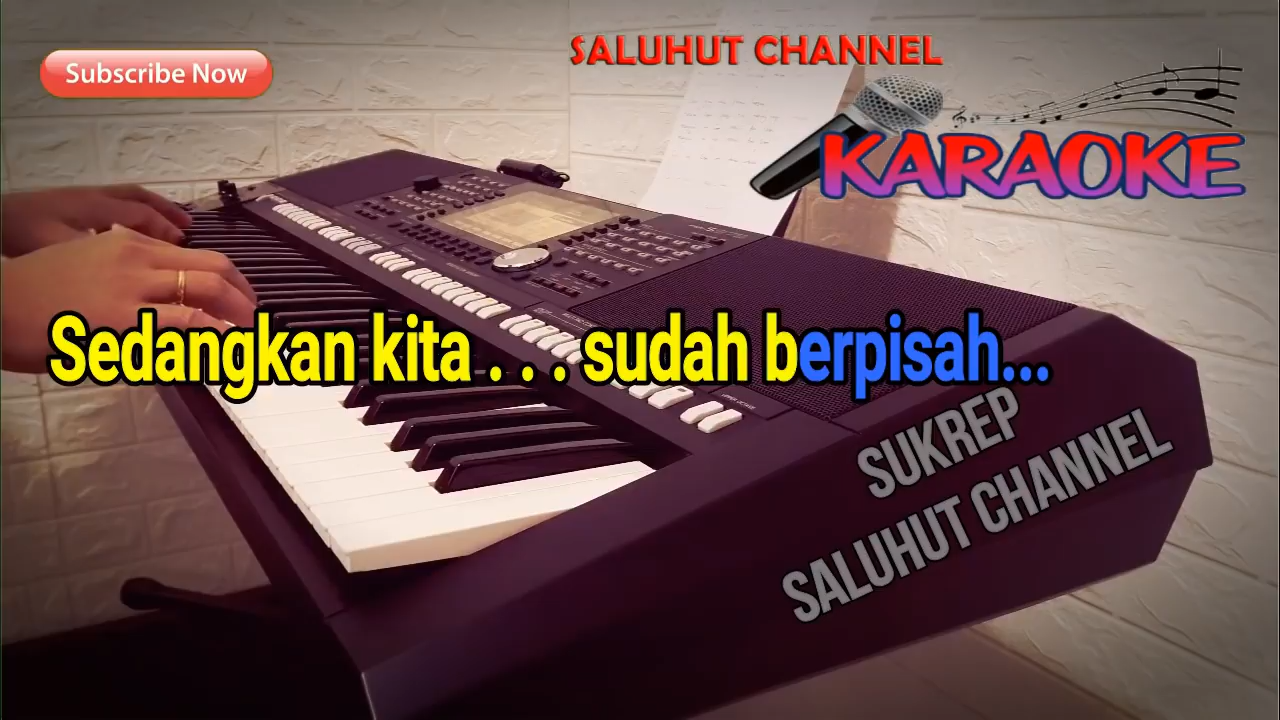 SALUHUT CHANNEL
Subscribe Now
KARAOKE
Sedangkan kita . . . sudah berpisah...
SUKREP
SALUHUT CHANNEL